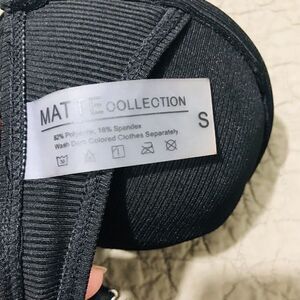 MATTE COLLECTION
S
82% Polyester, 18% Spandex
Wash Dark Colored Clothes Separately